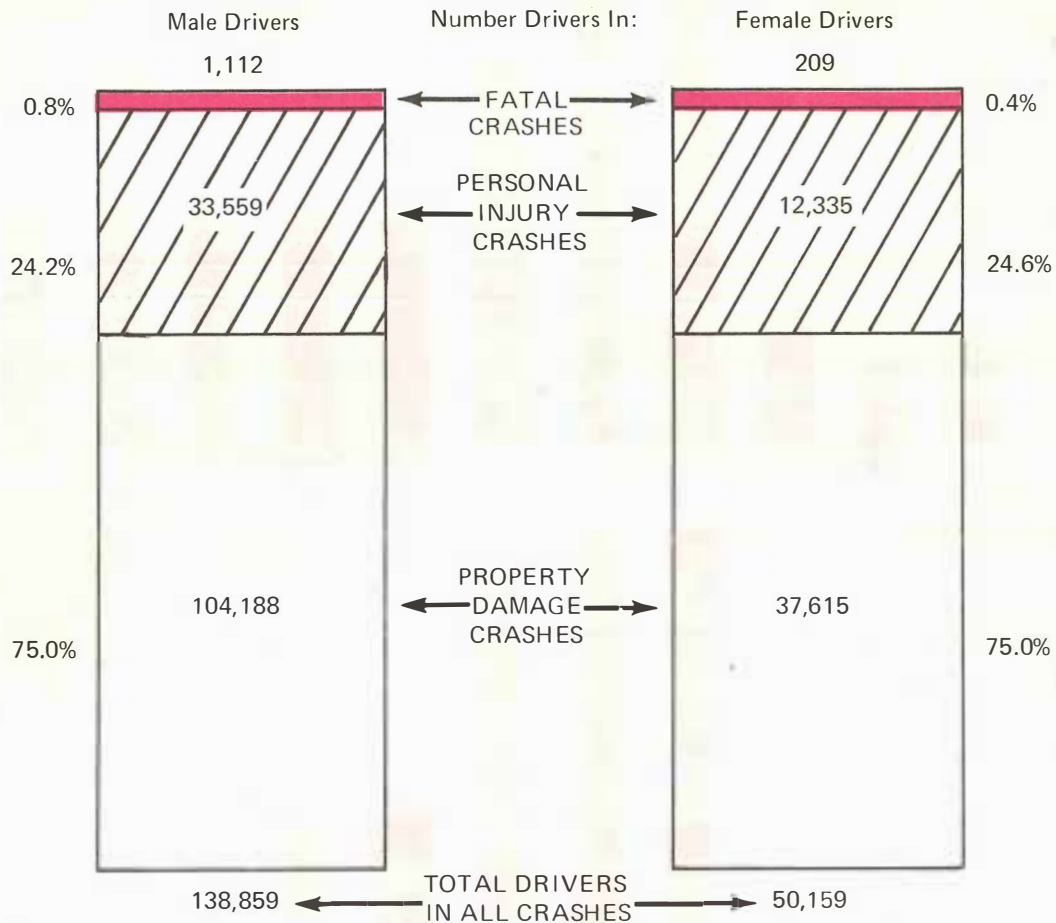 Male Drivers
Number Drivers In:
Female Drivers
1,112
209
0.8%
FATAL
CRASHES
0.4%
33,559
PERSONAL
INJURY
CRASHES
12,335
24.2%
24.6%
104,188
PROPERTY
DAMAGE
CRASHES
37,615
75.0%
75.0%
138,859
TOTAL DRIVERS
IN ALL CRASHES
50,159